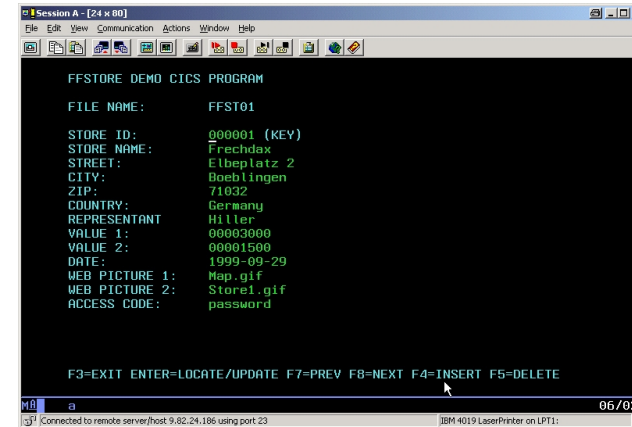 Session A - [24 x 80]
File Edit View Communication Actions Window Help
FFSTORE DEMO CICS PROGRAM
FILE NAME: FFST01
STORE ID: 000001 (KEY)
STORE NAME: Frechdax
STREET: Elbeplatz 2
CITY: Boeblingen
ZIP: 71032
COUNTRY: Germany
REPRESENTANT Hiller
VALUE 1: 00003000
VALUE 2: 00001500
DATE: 1999-09-29
WEB PICTURE 1: Map.gif
WEB PICTURE 2: Store1.gif
ACCESS CODE: password
F3=EXIT ENTER=LOCATE/UPDATE F7=PREV F8=NEXT F4=INSERT F5=DELETE
MA a 06/0
Connected to remote server/host 9.82.24.186 using port 23 IBM 4019 LaserPrinter on LPT1: